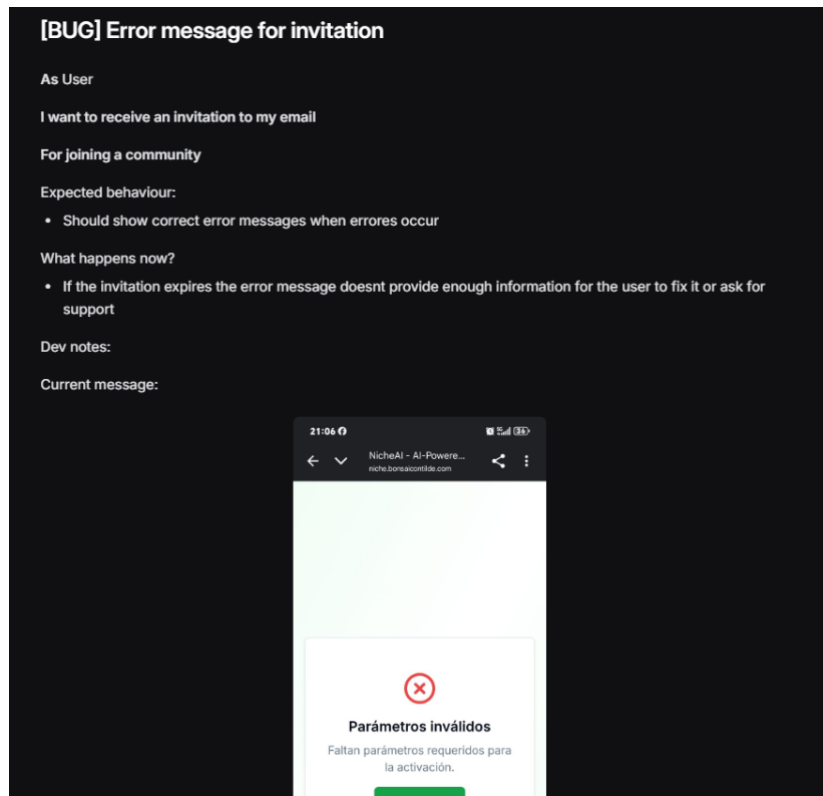 [BUG] Error message for invitation
As User
I want to receive an invitation to my email
For joining a community
Expected behaviour:
• Should show correct error messages when errores occur
What happens now?
• If the invitation expires the error message doesnt provide enough information for the user to fix it or ask for
support
Dev notes:
Current message:
21:06
NicheAI - AI-Powere...
niche.bonsaicontilde.com
Parámetros inválidos
Faltan parámetros requeridos para
la activación.